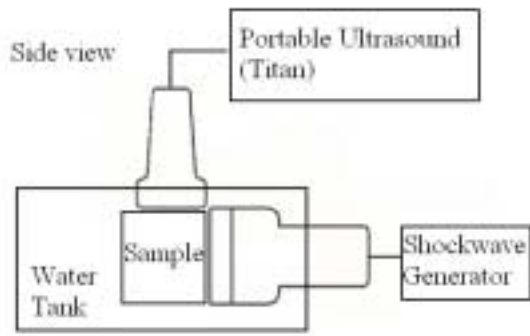 Side view
Portable Ultrasound
(Titan)
Sample
Water
Tank
Shockwave
Generator